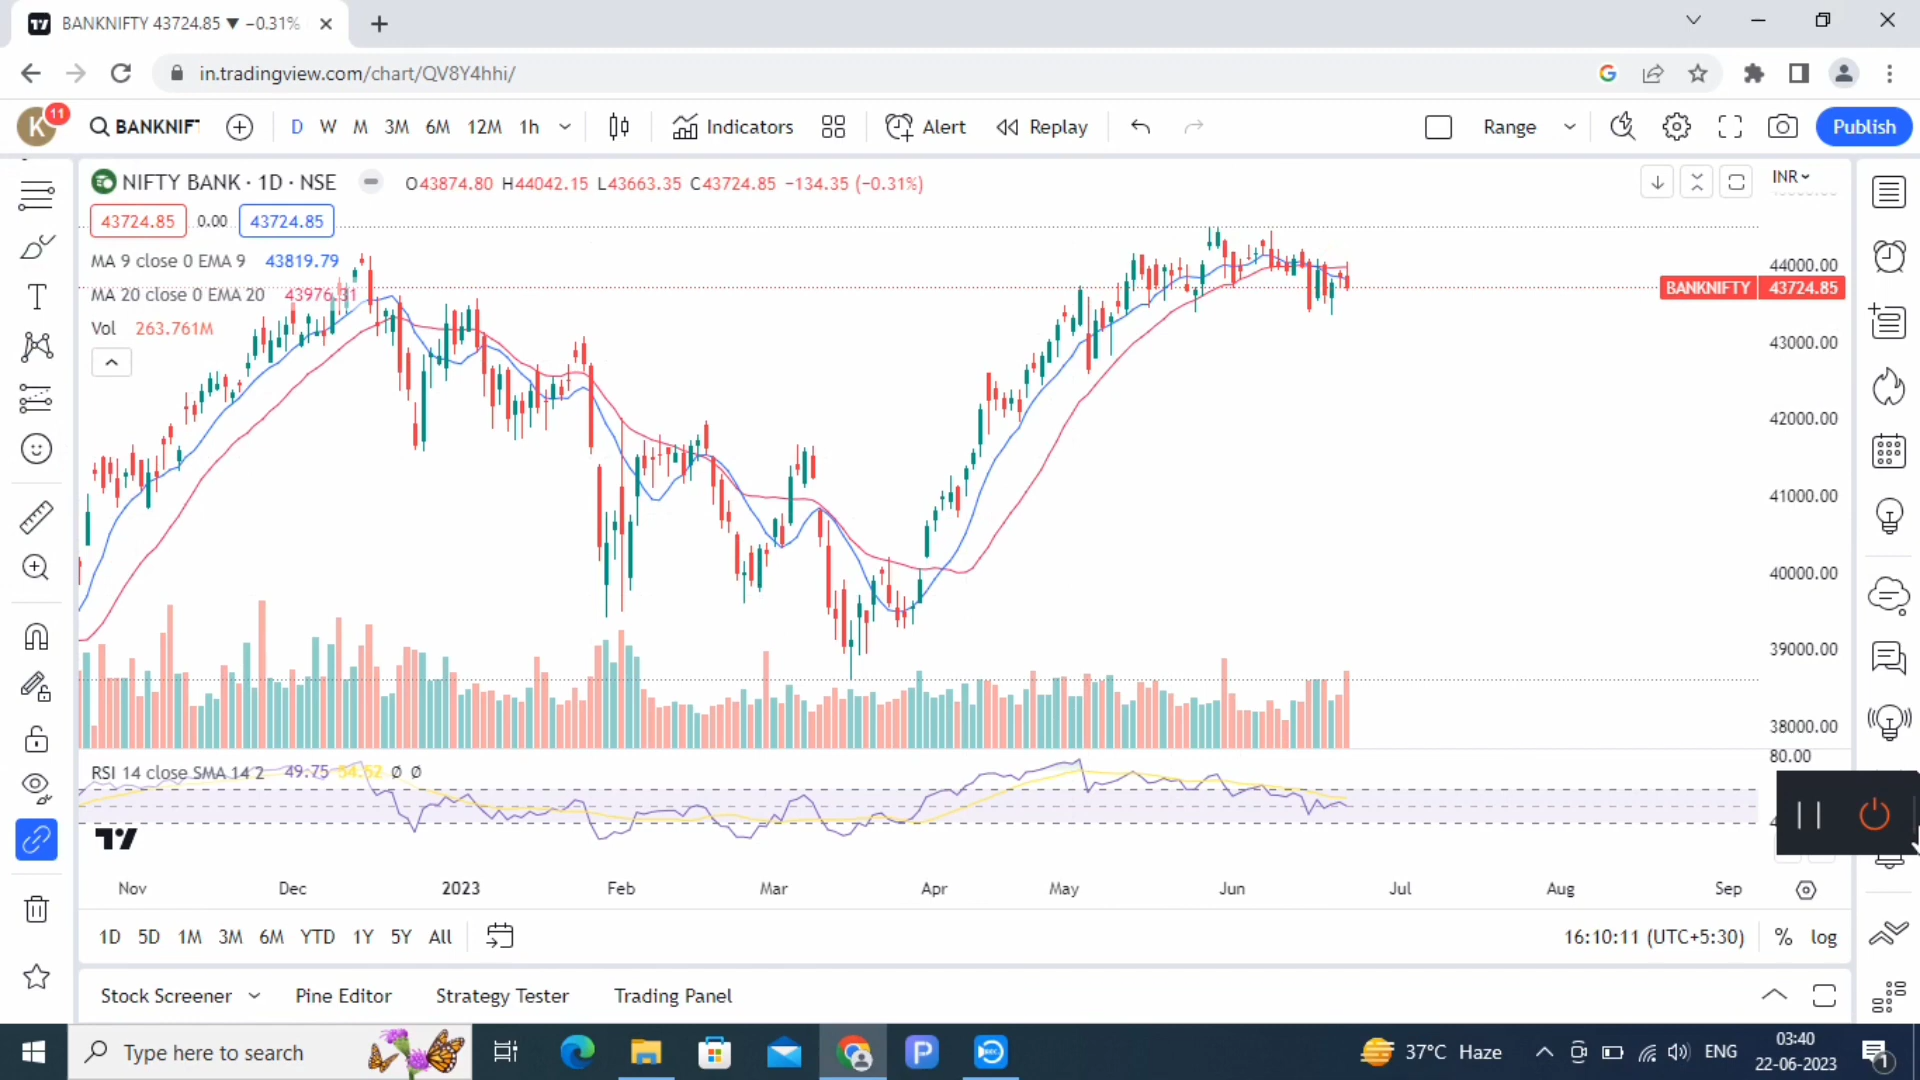 BANKNIFTY 43724.85 ▼ −0.31%
in.tradingview.com/chart/QV8Y4hhi/
K 11 BANKNIFT D W M 3M 6M 12M 1h Indicators Alert Replay Range Publish
NIFTY BANK · 1D · NSE O43874.80 H44042.15 L43663.35 C43724.85 −134.35 (−0.31%) INR
43724.85 0.00 43724.85
MA 9 close 0 EMA 9 43819.79
44000.00
BANKNIFTY 43724.85
MA 20 close 0 EMA 20 43976.31
Vol 263.761M
43000.00
42000.00
41000.00
40000.00
39000.00
38000.00
80.00
RSI 14 close SMA 14 2 49.75 54.52 Ø Ø
Nov Dec 2023 Feb Mar Apr May Jun Jul Aug Sep
1D 5D 1M 3M 6M YTD 1Y 5Y All 16:10:11 (UTC+5:30) % log
Stock Screener Pine Editor Strategy Tester Trading Panel
Type here to search 37°C Haze ENG 03:40
22-06-2023 1